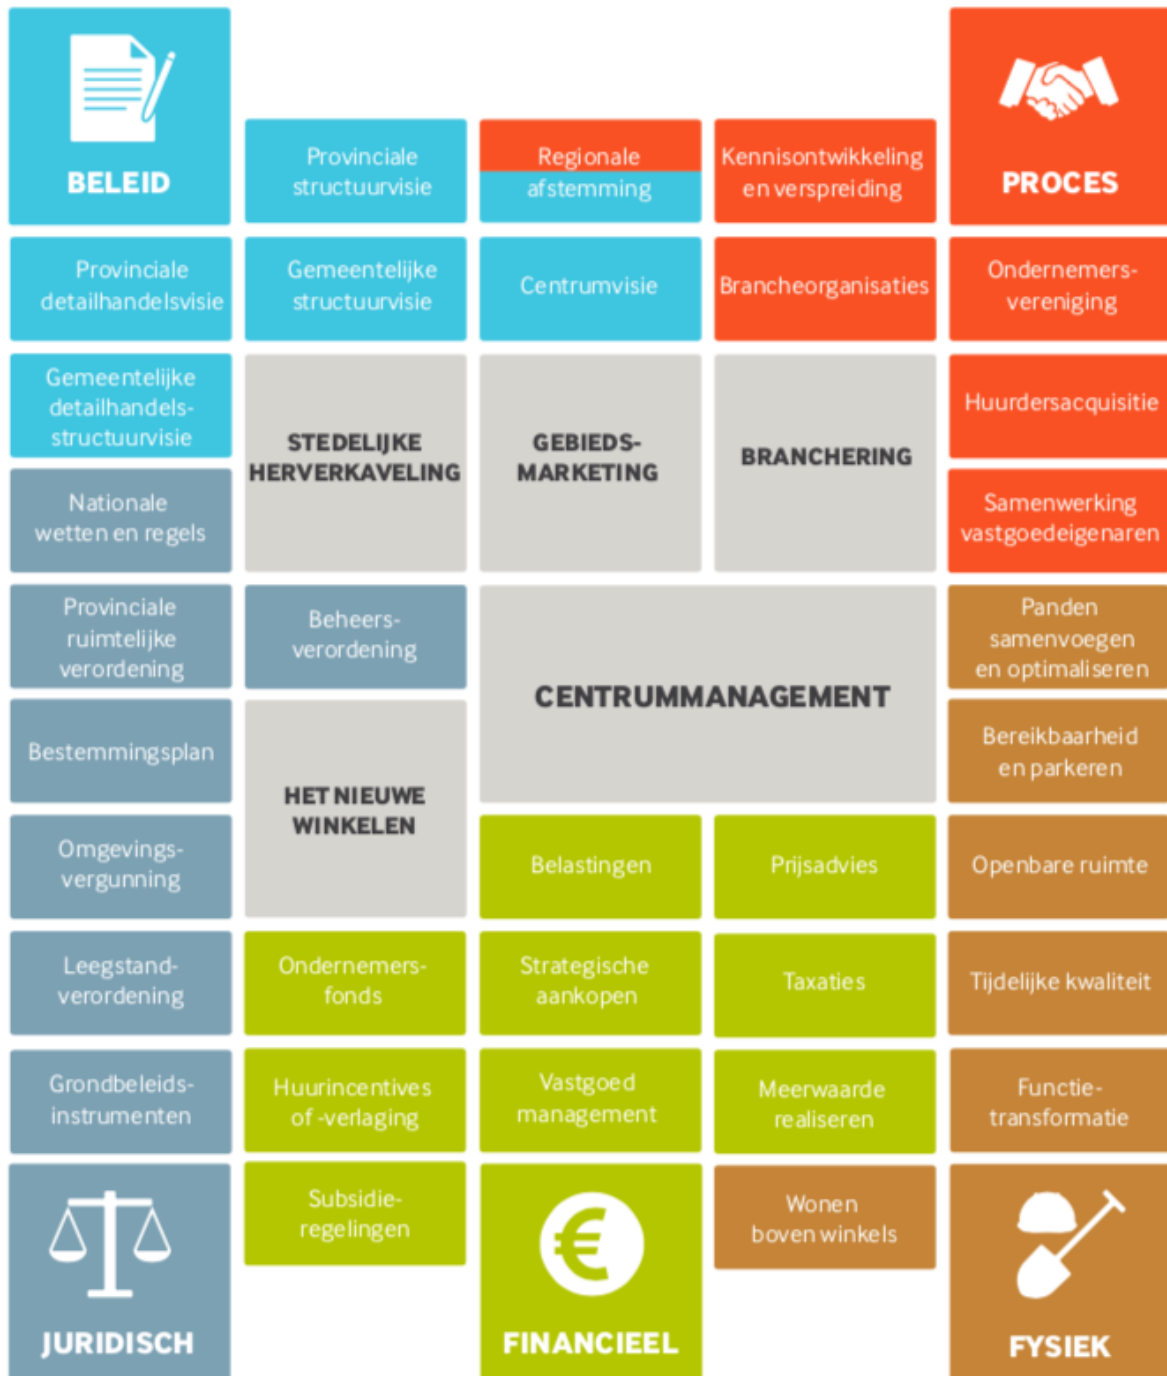 BELEID
Provinciale
structuurvisie
Regionale
afstemming
Kennisontwikkeling
en verspreiding
PROCES
Provinciale
detailhandelsvisie
Gemeentelijke
structuurvisie
Centrumvisie
Brancheorganisaties
Ondernemers-
vereniging
Gemeentelijke
detailhandels-
structuurvisie
STEDELIJKE
HERVERKAVELING
GEBIEDS-
MARKETING
BRANCHERING
Huurdersacquisitie
Nationale
wetten en regels
Samenwerking
vastgoedeigenaren
Provinciale
ruimtelijke
verordening
Beheers-
verordening
CENTRUMMANAGEMENT
Panden
samenvoegen
en optimaliseren
Bestemmingsplan
HET NIEUWE
WINKELEN
Bereikbaarheid
en parkeren
Omgevings-
vergunning
Belastingen
Prijsadvies
Openbare ruimte
Leegstand-
verordening
Ondernemers-
fonds
Strategische
aankopen
Taxaties
Tijdelijke kwaliteit
Grondbeleids-
instrumenten
Huurincentives
of -verlaging
Vastgoed
management
Meerwaarde
realiseren
Functie-
transformatie
JURIDISCH
Subsidie-
regelingen
€
FINANCIEEL
Wonen
boven winkels
FYSIEK